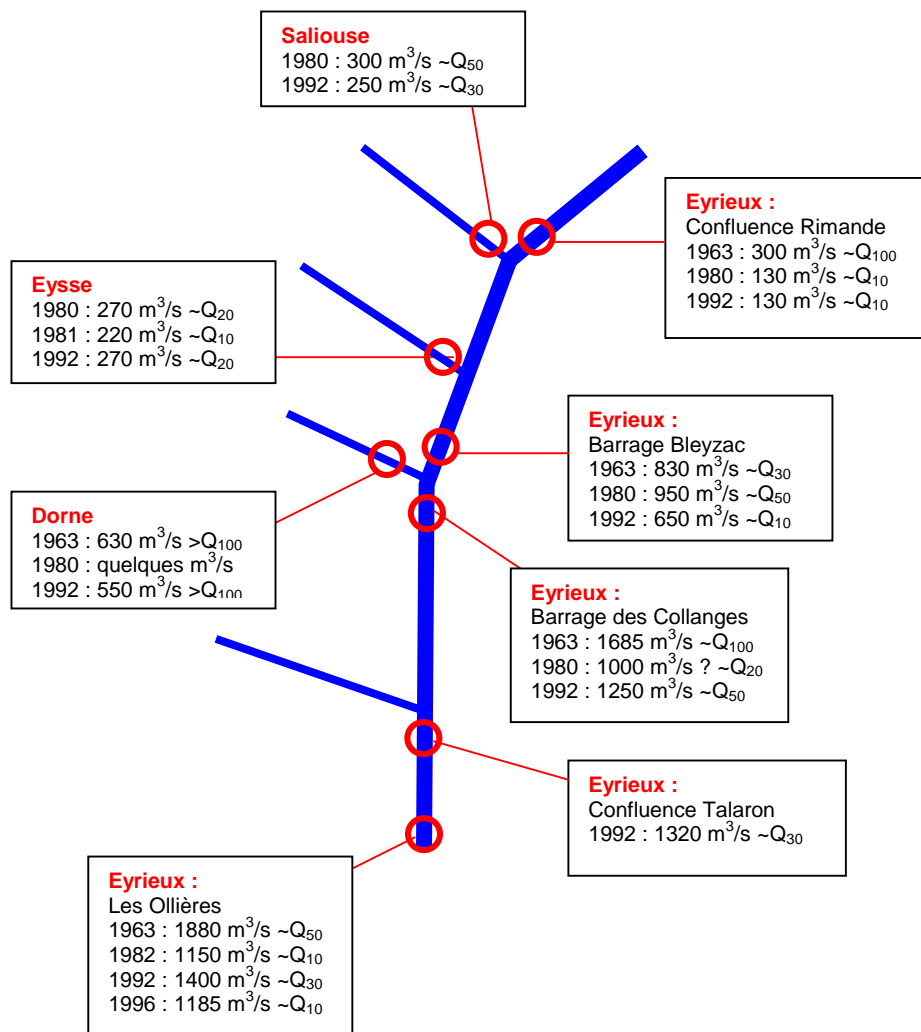 Saliouse
1980 : 300 m³/s ~Q₅₀
1992 : 250 m³/s ~Q₃₀
Eyrieux :
Confluence Rimande
1963 : 300 m³/s ~Q₁₀₀
1980 : 130 m³/s ~Q₁₀
1992 : 130 m³/s ~Q₁₀
Eysse
1980 : 270 m³/s ~Q₂₀
1981 : 220 m³/s ~Q₁₀
1992 : 270 m³/s ~Q₂₀
Eyrieux :
Barrage Bleyzac
1963 : 830 m³/s ~Q₃₀
1980 : 950 m³/s ~Q₅₀
1992 : 650 m³/s ~Q₁₀
Dorne
1963 : 630 m³/s >Q₁₀₀
1980 : quelques m³/s
1992 : 550 m³/s >Q₁₀₀
Eyrieux :
Barrage des Collanges
1963 : 1685 m³/s ~Q₁₀₀
1980 : 1000 m³/s ? ~Q₂₀
1992 : 1250 m³/s ~Q₅₀
Eyrieux :
Confluence Talaron
1992 : 1320 m³/s ~Q₃₀
Eyrieux :
Les Ollières
1963 : 1880 m³/s ~Q₅₀
1982 : 1150 m³/s ~Q₁₀
1992 : 1400 m³/s ~Q₃₀
1996 : 1185 m³/s ~Q₁₀